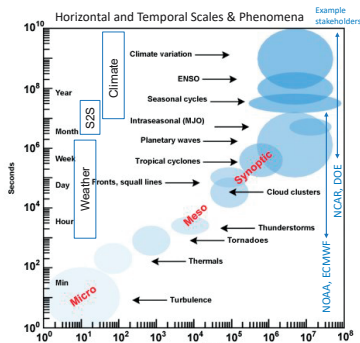 Horizontal and Temporal Scales & Phenomena
Example
stakeholders
10^10
10^8
10^6
10^4
10^2
10^0
Seconds
Year
Month
Week
Day
Hour
Min
Climate
S2S
Weather
Climate variation
ENSO
Seasonal cycles
Intraseasonal (MJO)
Planetary waves
Tropical cyclones
Fronts, squall lines
Cloud clusters
Thunderstorms
Tornadoes
Thermals
Turbulence
Micro
Meso
Synoptic
NCAR, DOE
NOAA, ECMWF
10^0 10^1 10^2 10^3 10^4 10^5 10^6 10^7 10^8